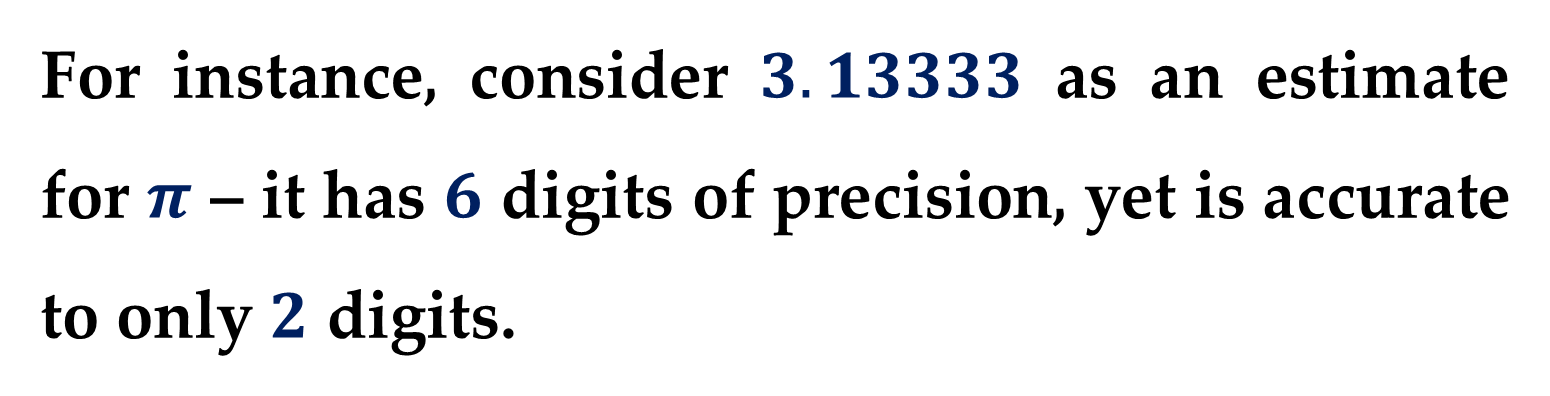 For instance, consider 3.13333 as an estimate
for π – it has 6 digits of precision, yet is accurate
to only 2 digits.